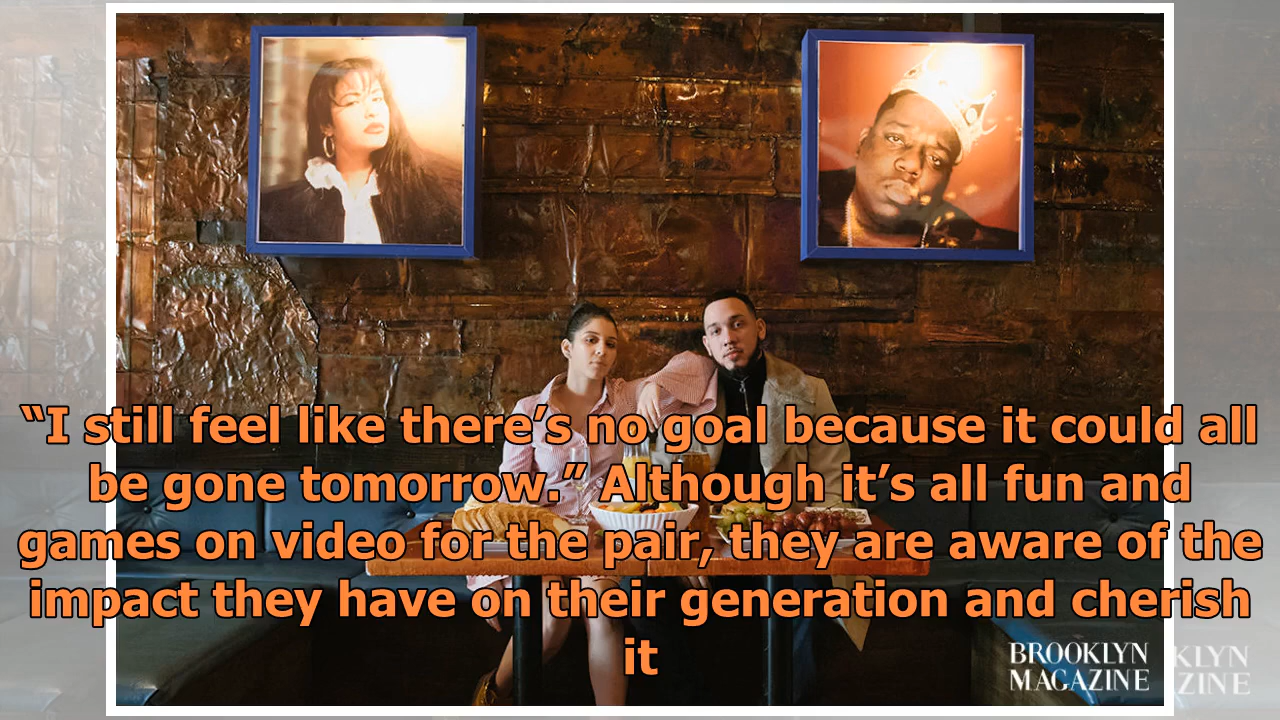 “I still feel like there’s no goal because it could all
be gone tomorrow.” Although it’s all fun and
games on video for the pair, they are aware of the
impact they have on their generation and cherish
it
BROOKLYN
MAGAZINE
KLYN
ZINE